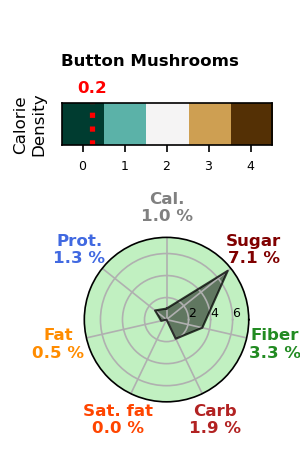 Button Mushrooms
0.2
Calorie
Density
0 1 2 3 4
Cal.
1.0 %
Prot.
1.3 %
Sugar
7.1 %
2 4 6
Fat
0.5 %
Fiber
3.3 %
Sat. fat
0.0 %
Carb
1.9 %